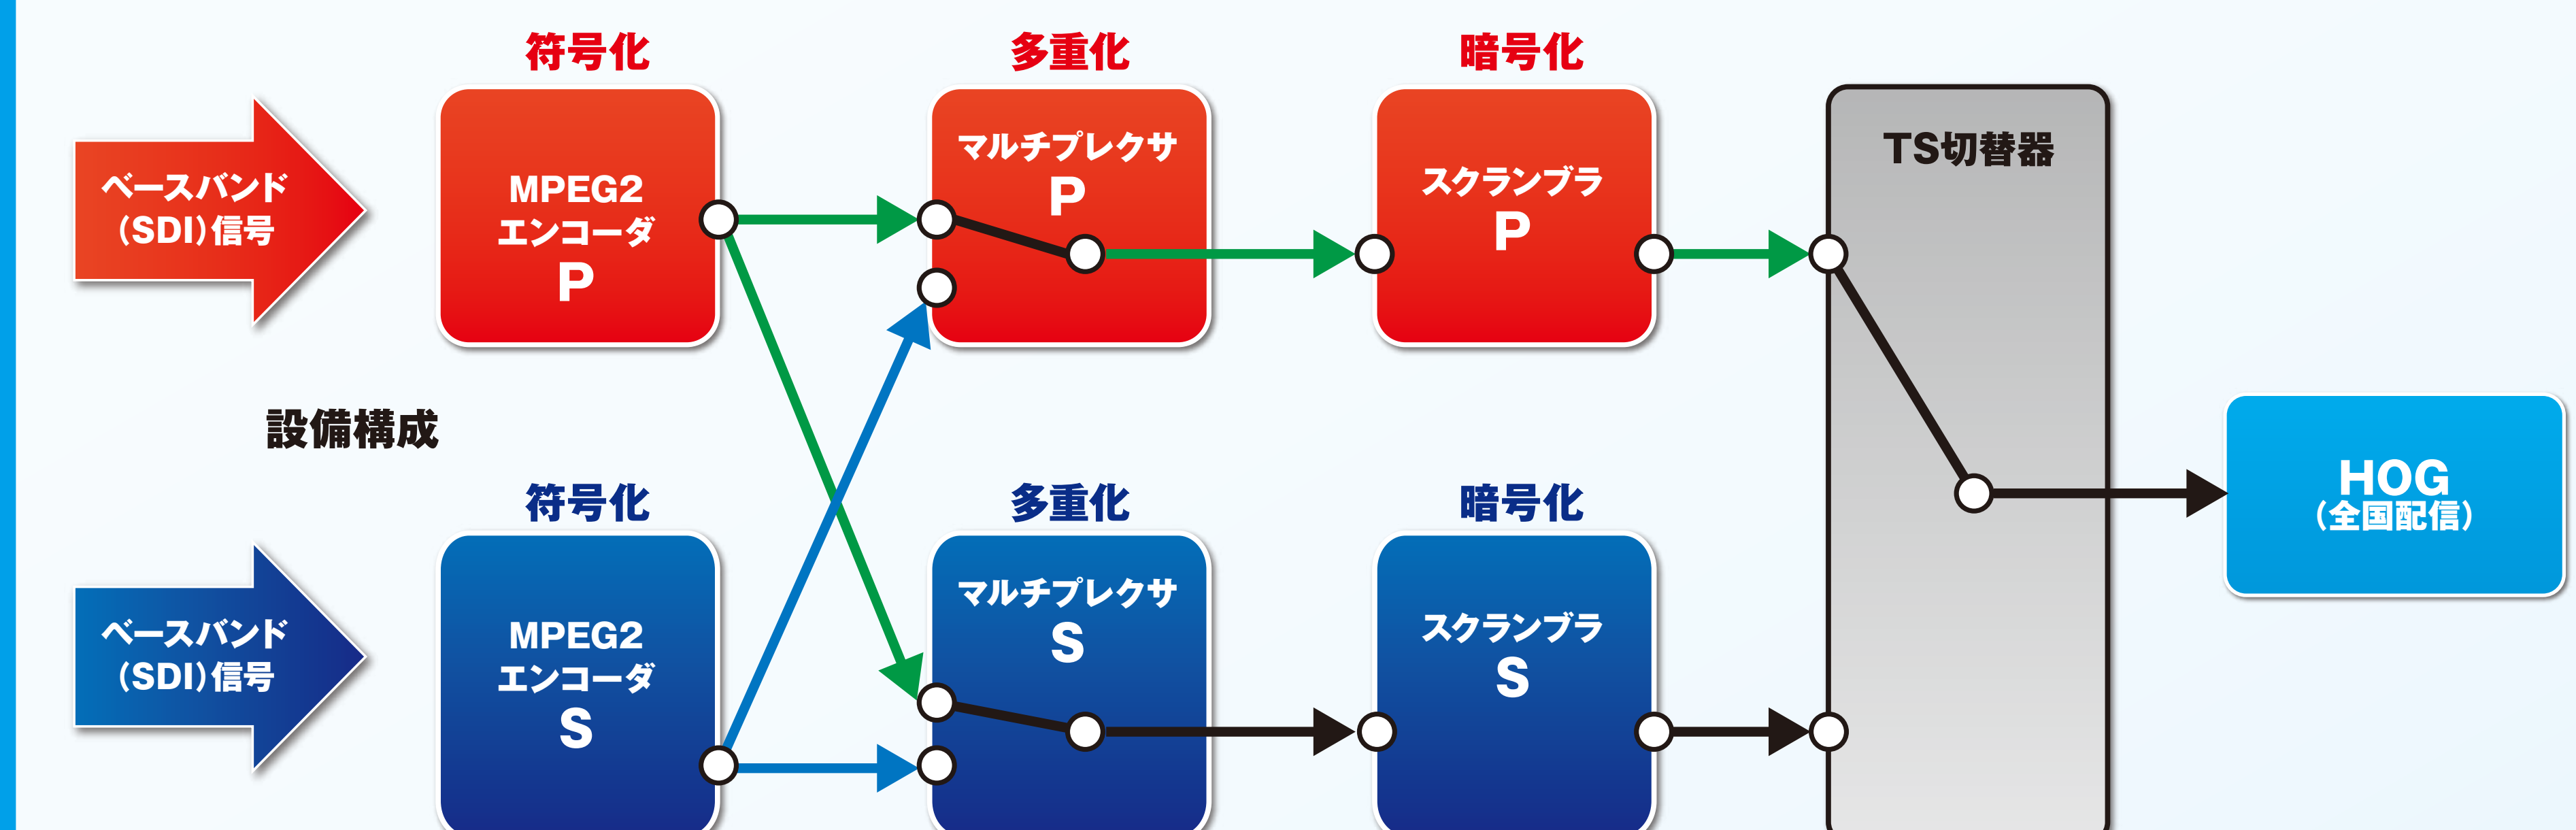 符号化
多重化
暗号化
ベースバンド
（SDI）信号
MPEG2
エンコーダ
P
マルチプレクサ
P
スクランブラ
P
TS切替器
設備構成
HOG
（全国配信）
符号化
多重化
暗号化
ベースバンド
（SDI）信号
MPEG2
エンコーダ
S
マルチプレクサ
S
スクランブラ
S